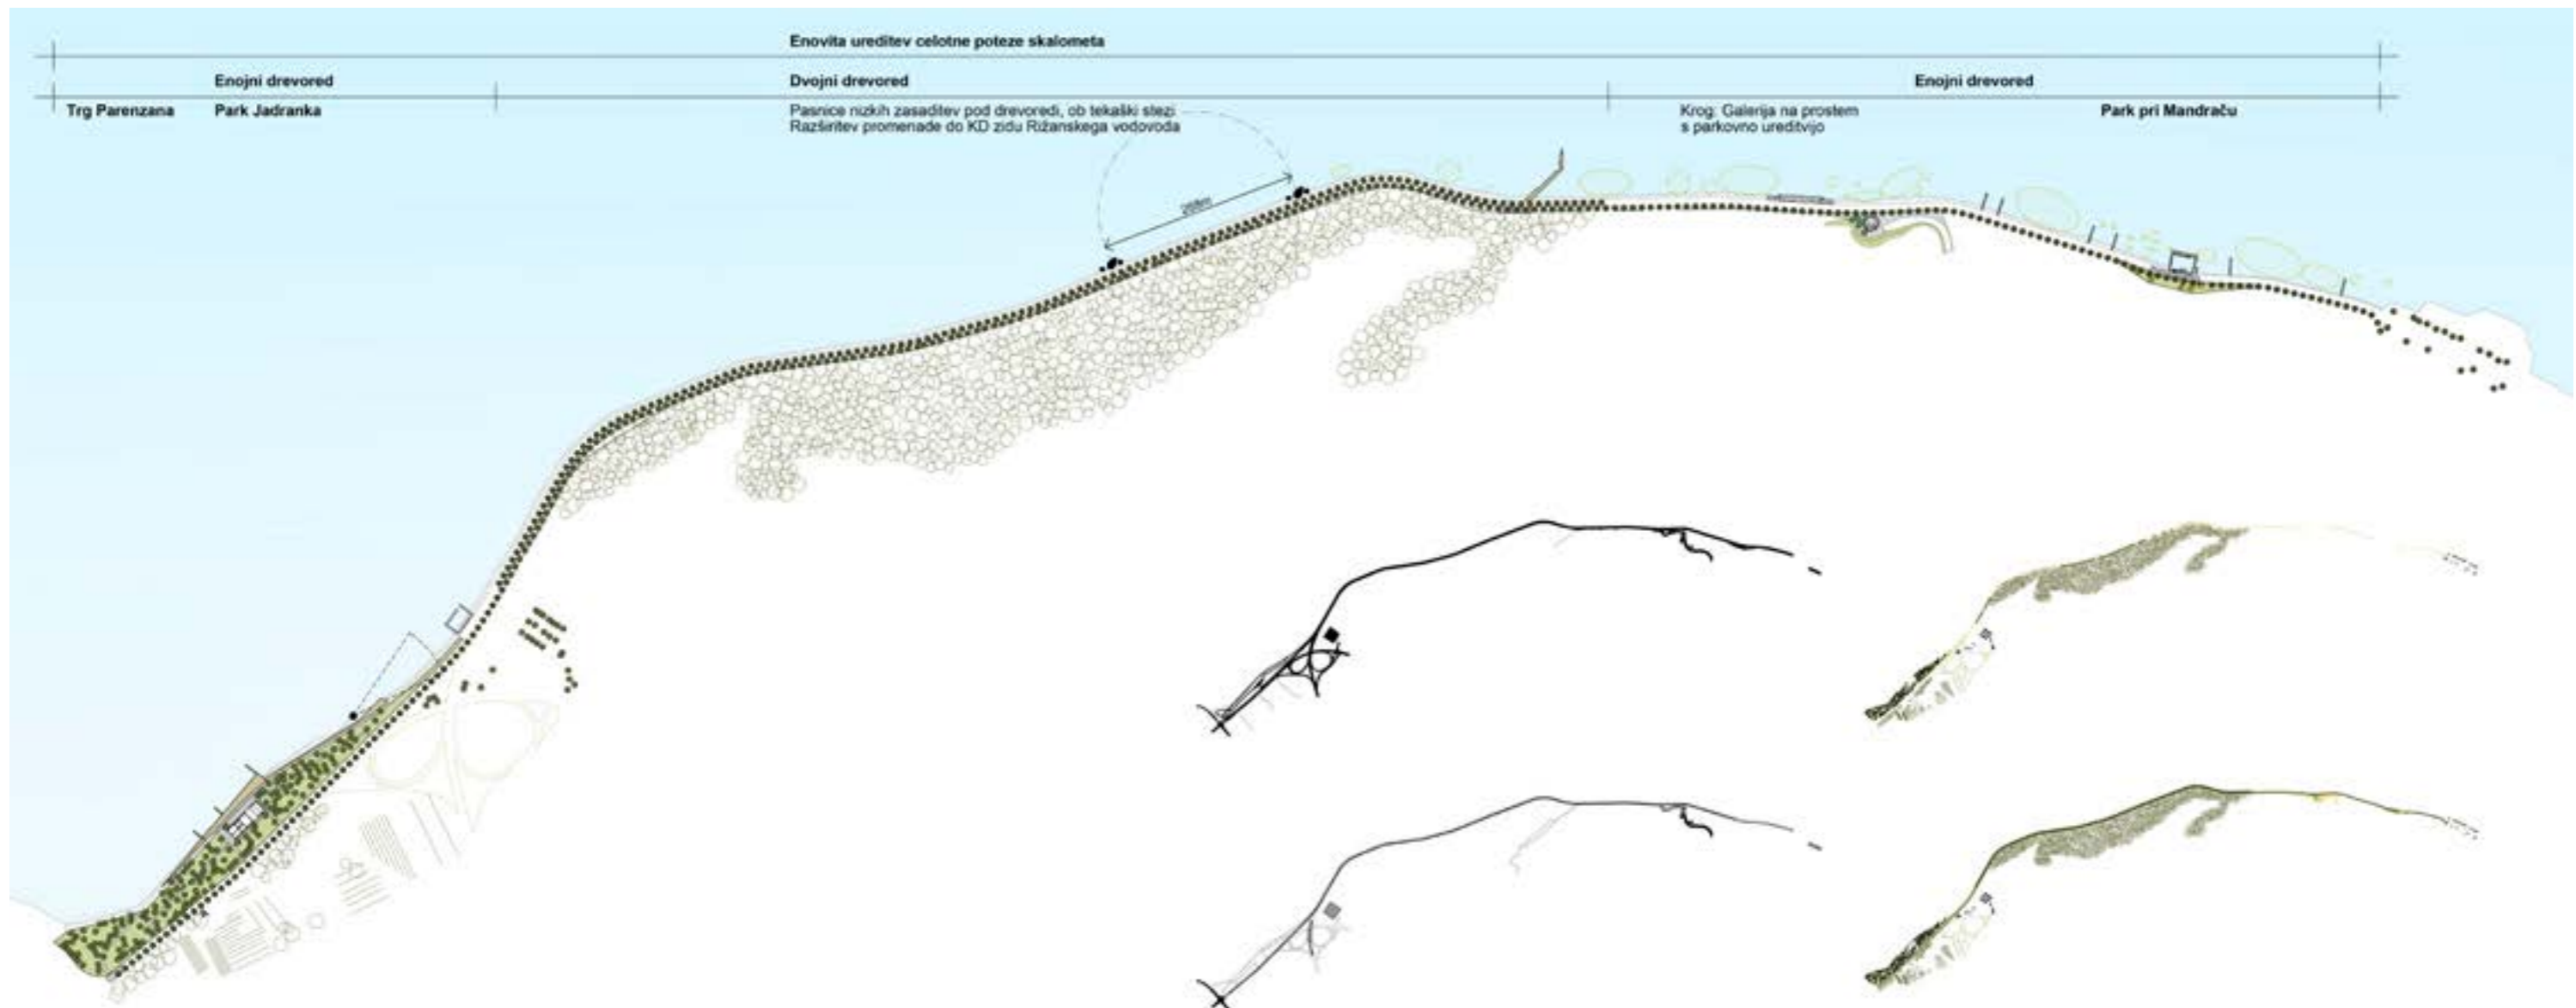 Enovita ureditev celotne poteze skalometa
Enojni drevored
Dvojni drevored
Enojni drevored
Trg Parenzana
Park Jadranka
Pasnice nizkih zasaditev pod drevoredi, ob tekaški stezi
Razširitev promenade do KD zidu Rižanskega vodovoda
Krog: Galerija na prostem
s parkovno ureditvijo
Park pri Mandraču